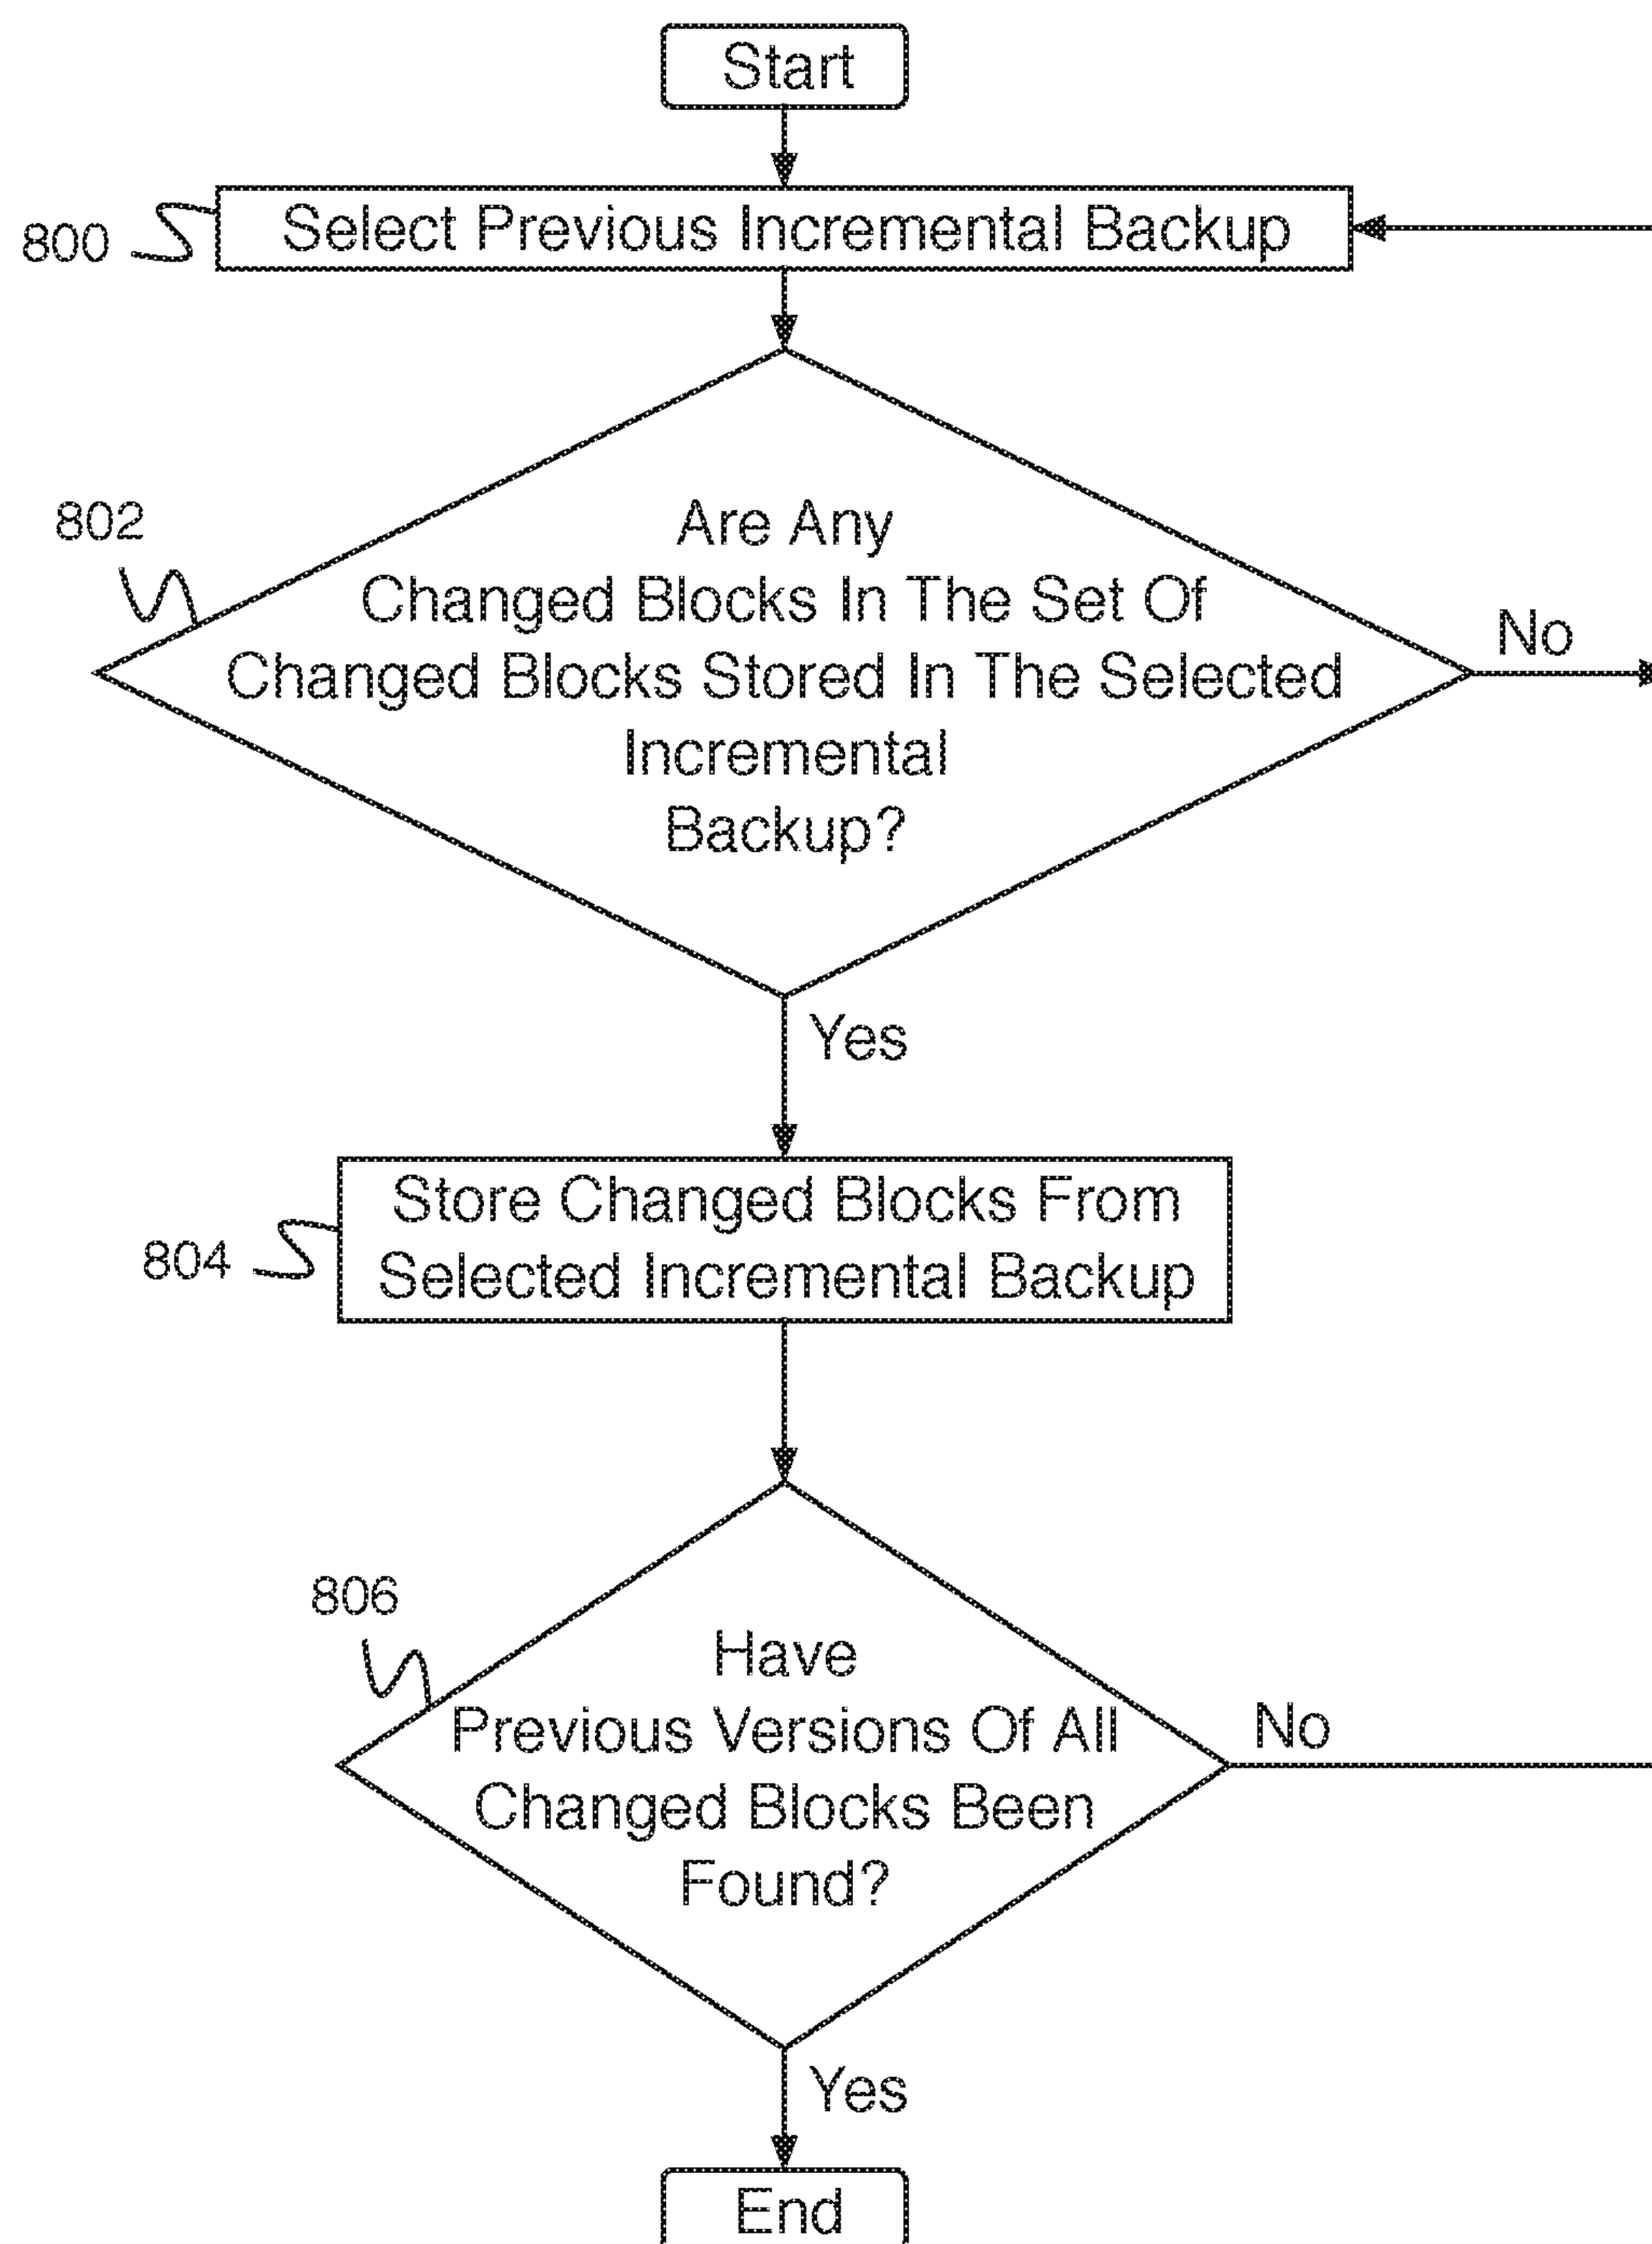 Start
800
Select Previous Incremental Backup
802
Are Any
Changed Blocks In The Set Of
Changed Blocks Stored In The Selected
Incremental
Backup?
No
Yes
Store Changed Blocks From
Selected Incremental Backup
804
806
Have
Previous Versions Of All
Changed Blocks Been
Found?
No
Yes
End